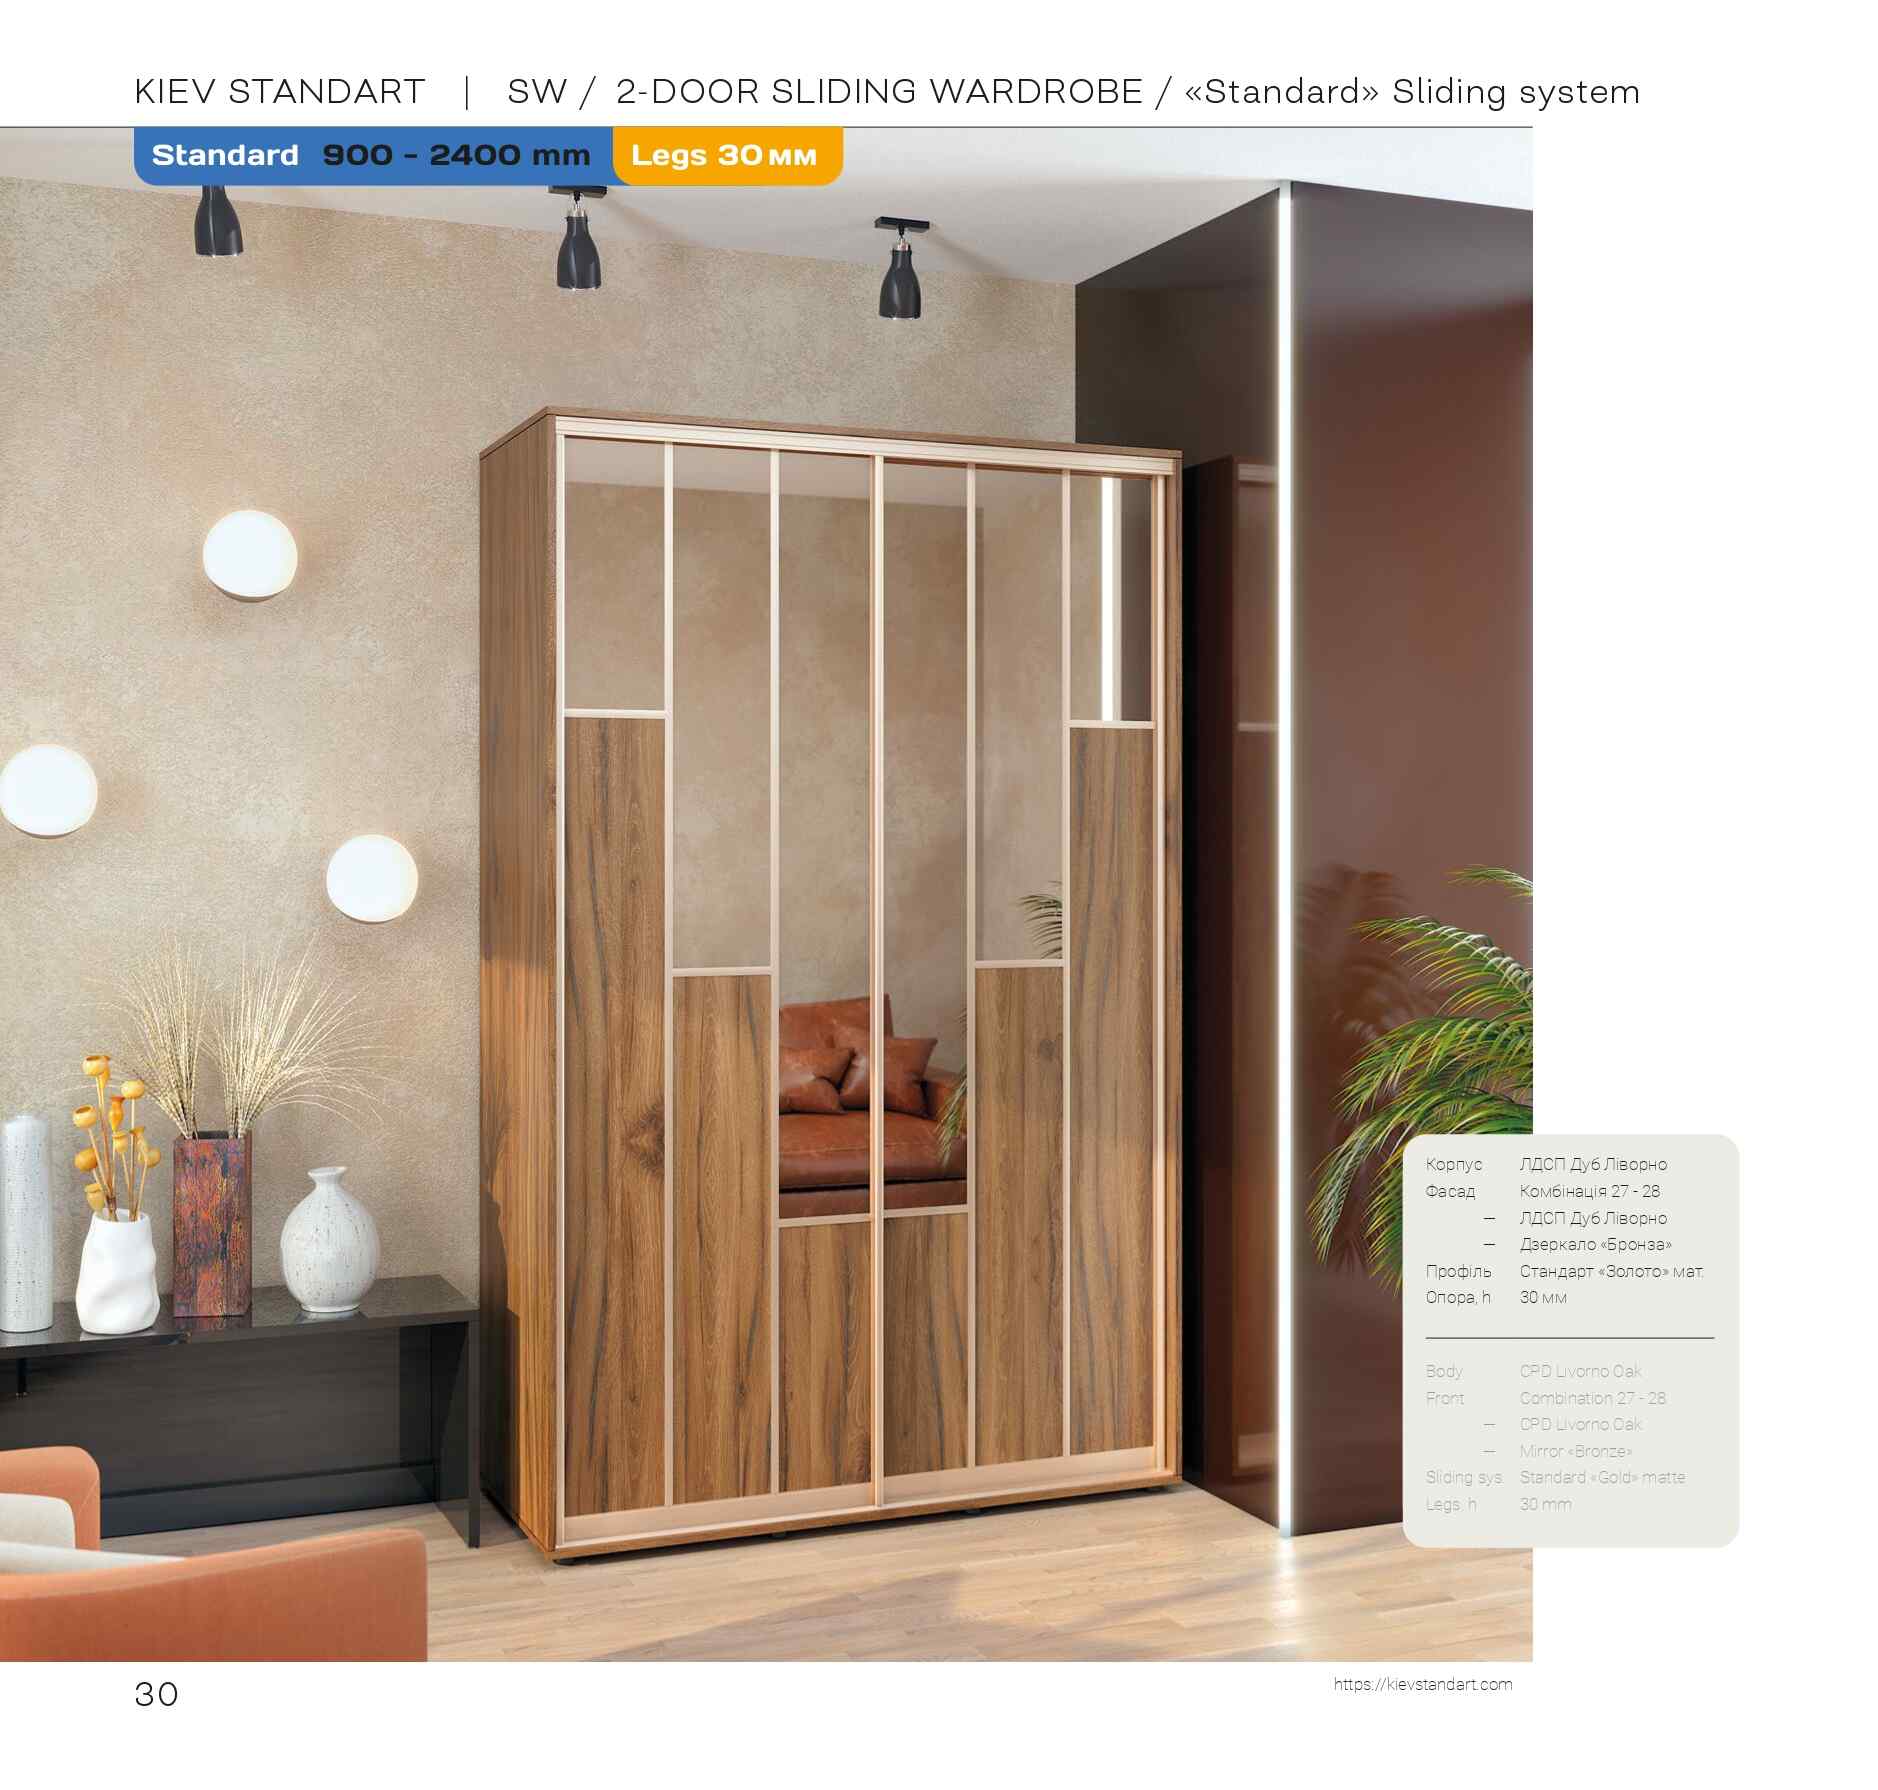 KIEV STANDART | SW / 2-DOOR SLIDING WARDROBE / «Standard» Sliding system
Standard 900 - 2400 mm Legs 30 мм
Корпус ЛДСП Дуб Ліворно
Фасад Комбінація 27 - 28
— ЛДСП Дуб Ліворно
— Дзеркало «Бронза»
Профіль Стандарт «Золото» мат.
Опора, h 30 мм
Body CPD Livorno Oak
Front Combination 27 - 28
— CPD Livorno Oak
— Mirror «Bronze»
Sliding sys. Standard «Gold» matte
Legs, h 30 mm
30
https://kievstandart.com